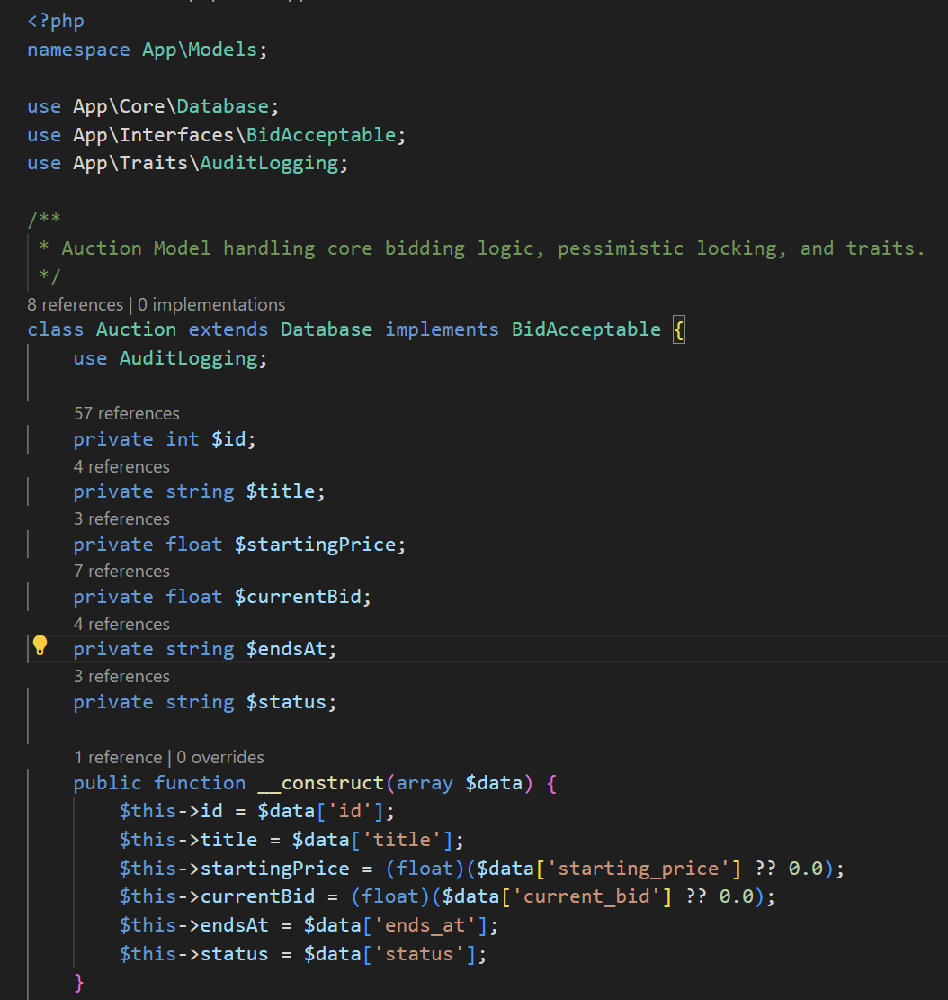 <?php
namespace App\Models;

use App\Core\Database;
use App\Interfaces\BidAcceptable;
use App\Traits\AuditLogging;

/**
 * Auction Model handling core bidding logic, pessimistic locking, and traits.
 */
8 references | 0 implementations
class Auction extends Database implements BidAcceptable {
    use AuditLogging;

    57 references
    private int $id;
    4 references
    private string $title;
    3 references
    private float $startingPrice;
    7 references
    private float $currentBid;
    4 references
    private string $endsAt;
    3 references
    private string $status;

    1 reference | 0 overrides
    public function __construct(array $data) {
        $this->id = $data['id'];
        $this->title = $data['title'];
        $this->startingPrice = (float)($data['starting_price'] ?? 0.0);
        $this->currentBid = (float)($data['current_bid'] ?? 0.0);
        $this->endsAt = $data['ends_at'];
        $this->status = $data['status'];
    }